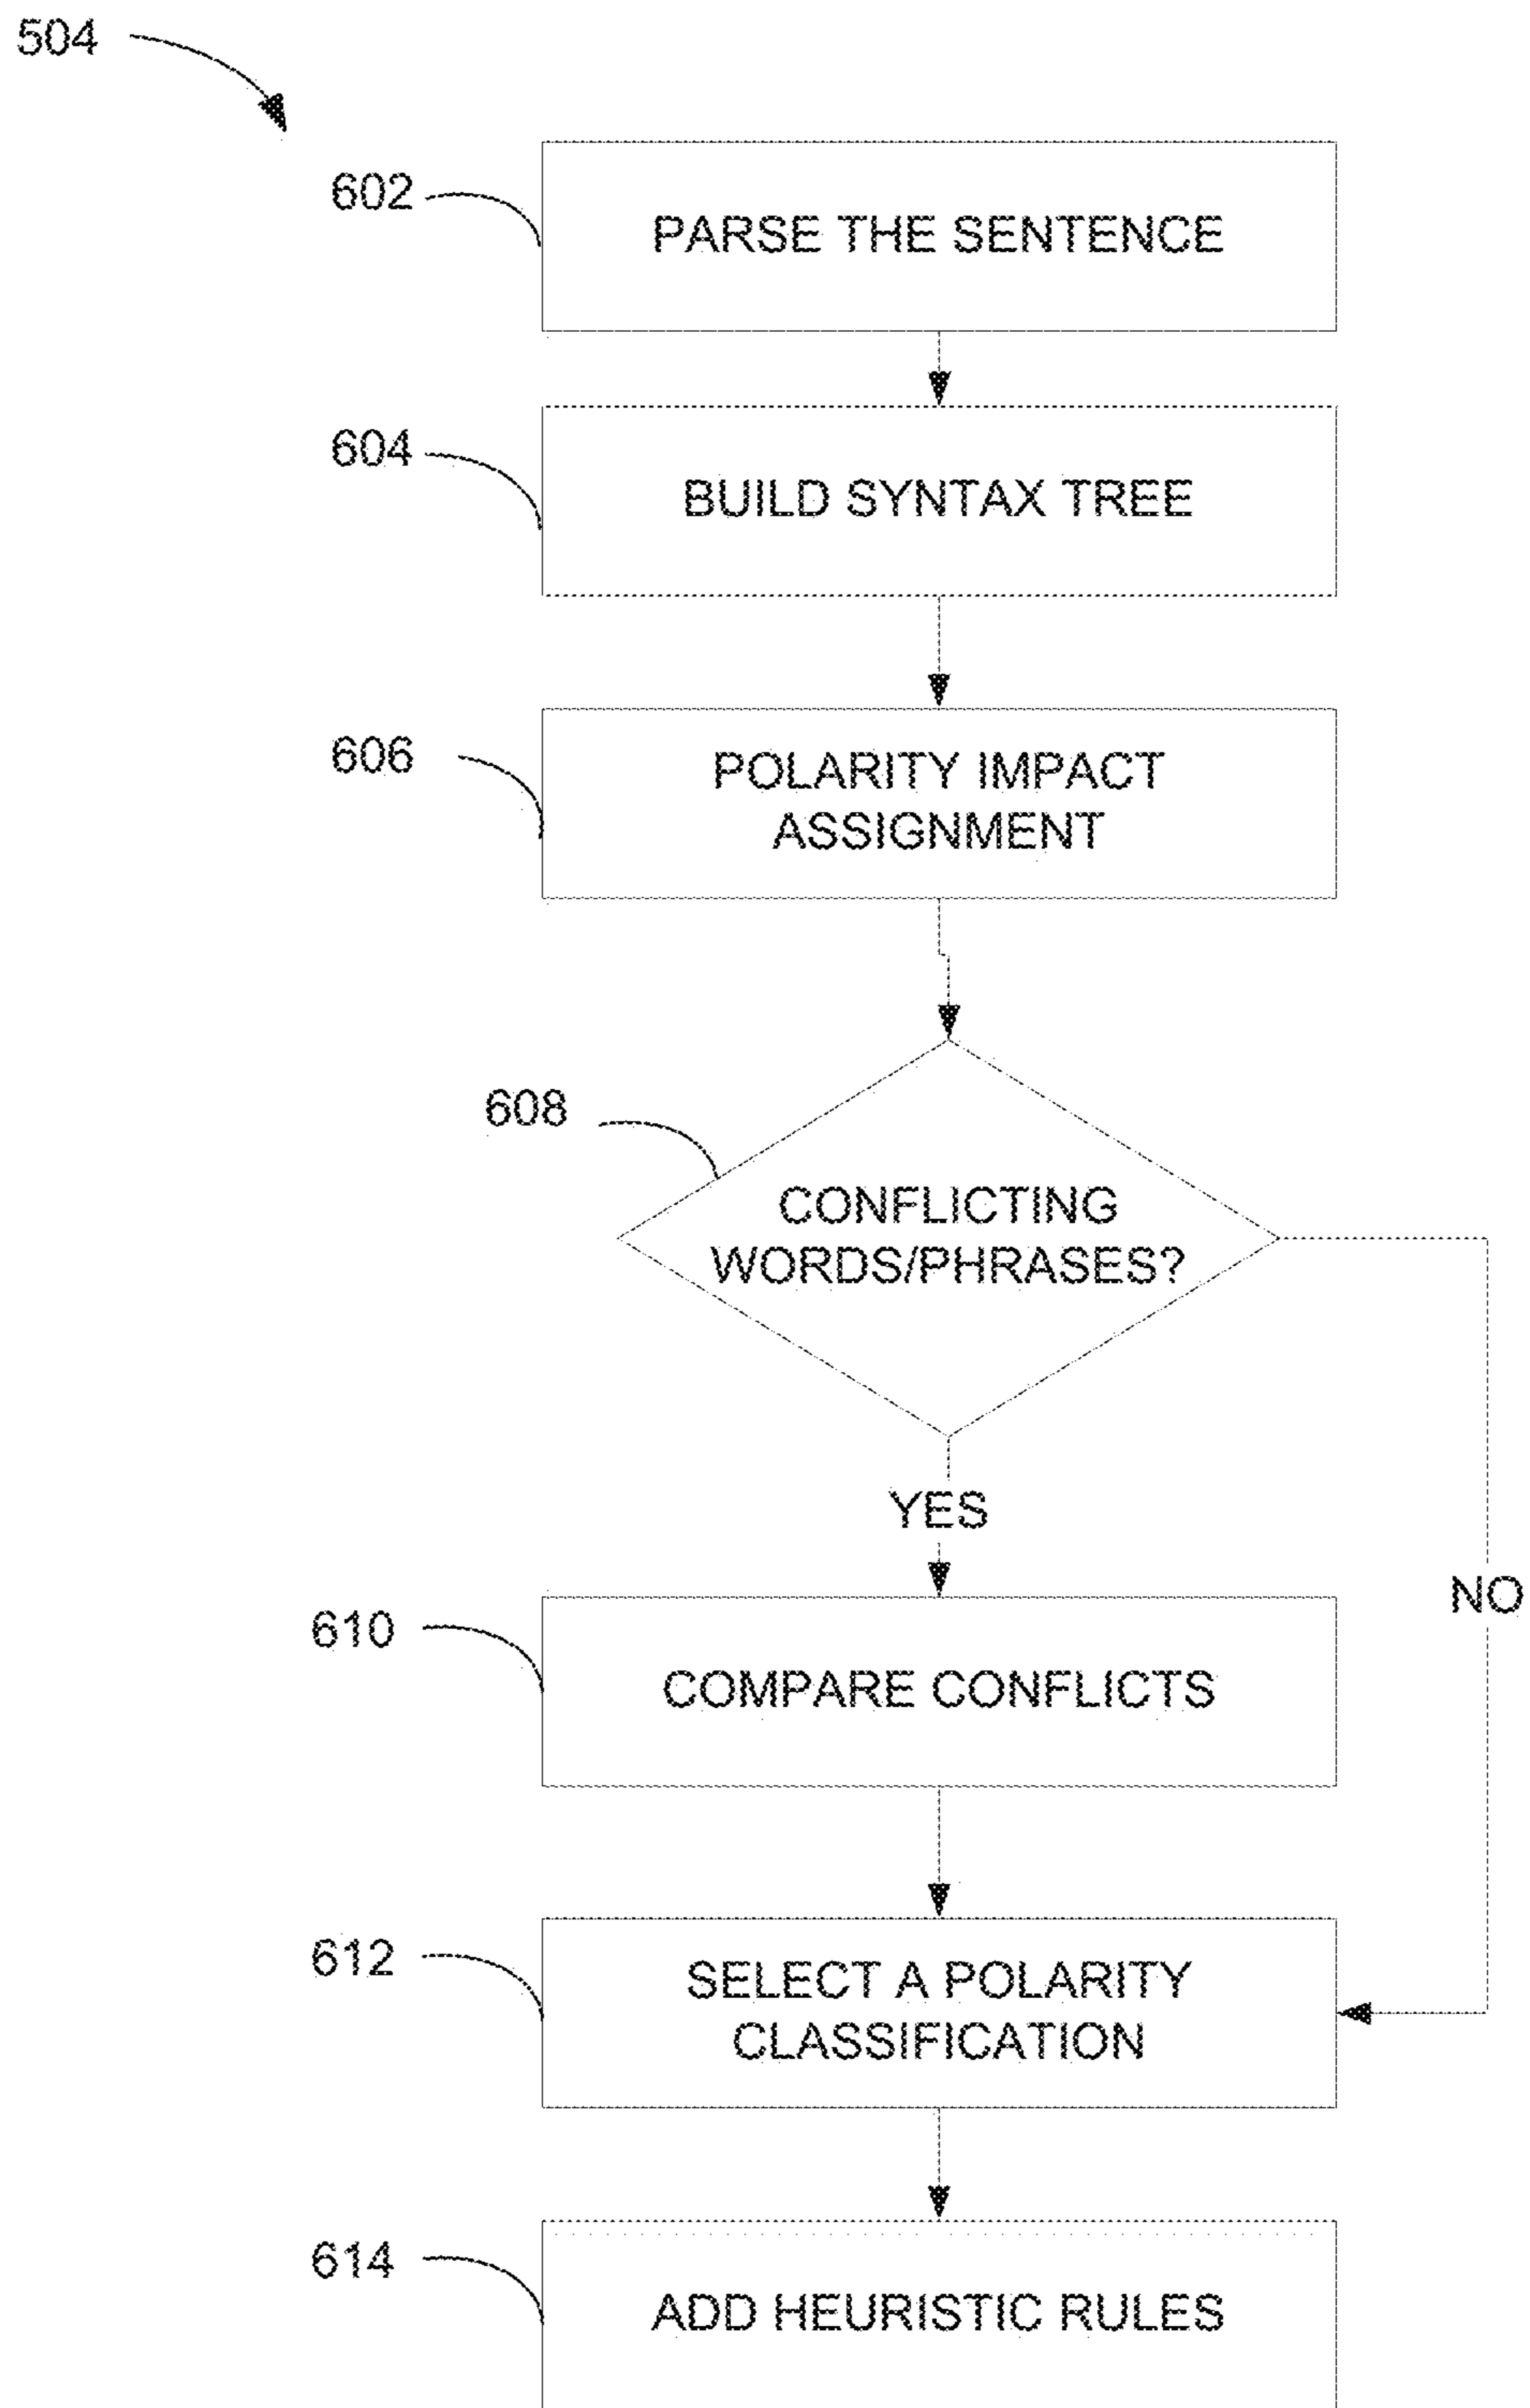 504
602
PARSE THE SENTENCE
604
BUILD SYNTAX TREE
606
POLARITY IMPACT
ASSIGNMENT
608
CONFLICTING
WORDS/PHRASES?
YES
NO
610
COMPARE CONFLICTS
612
SELECT A POLARITY
CLASSIFICATION
614
ADD HEURISTIC RULES